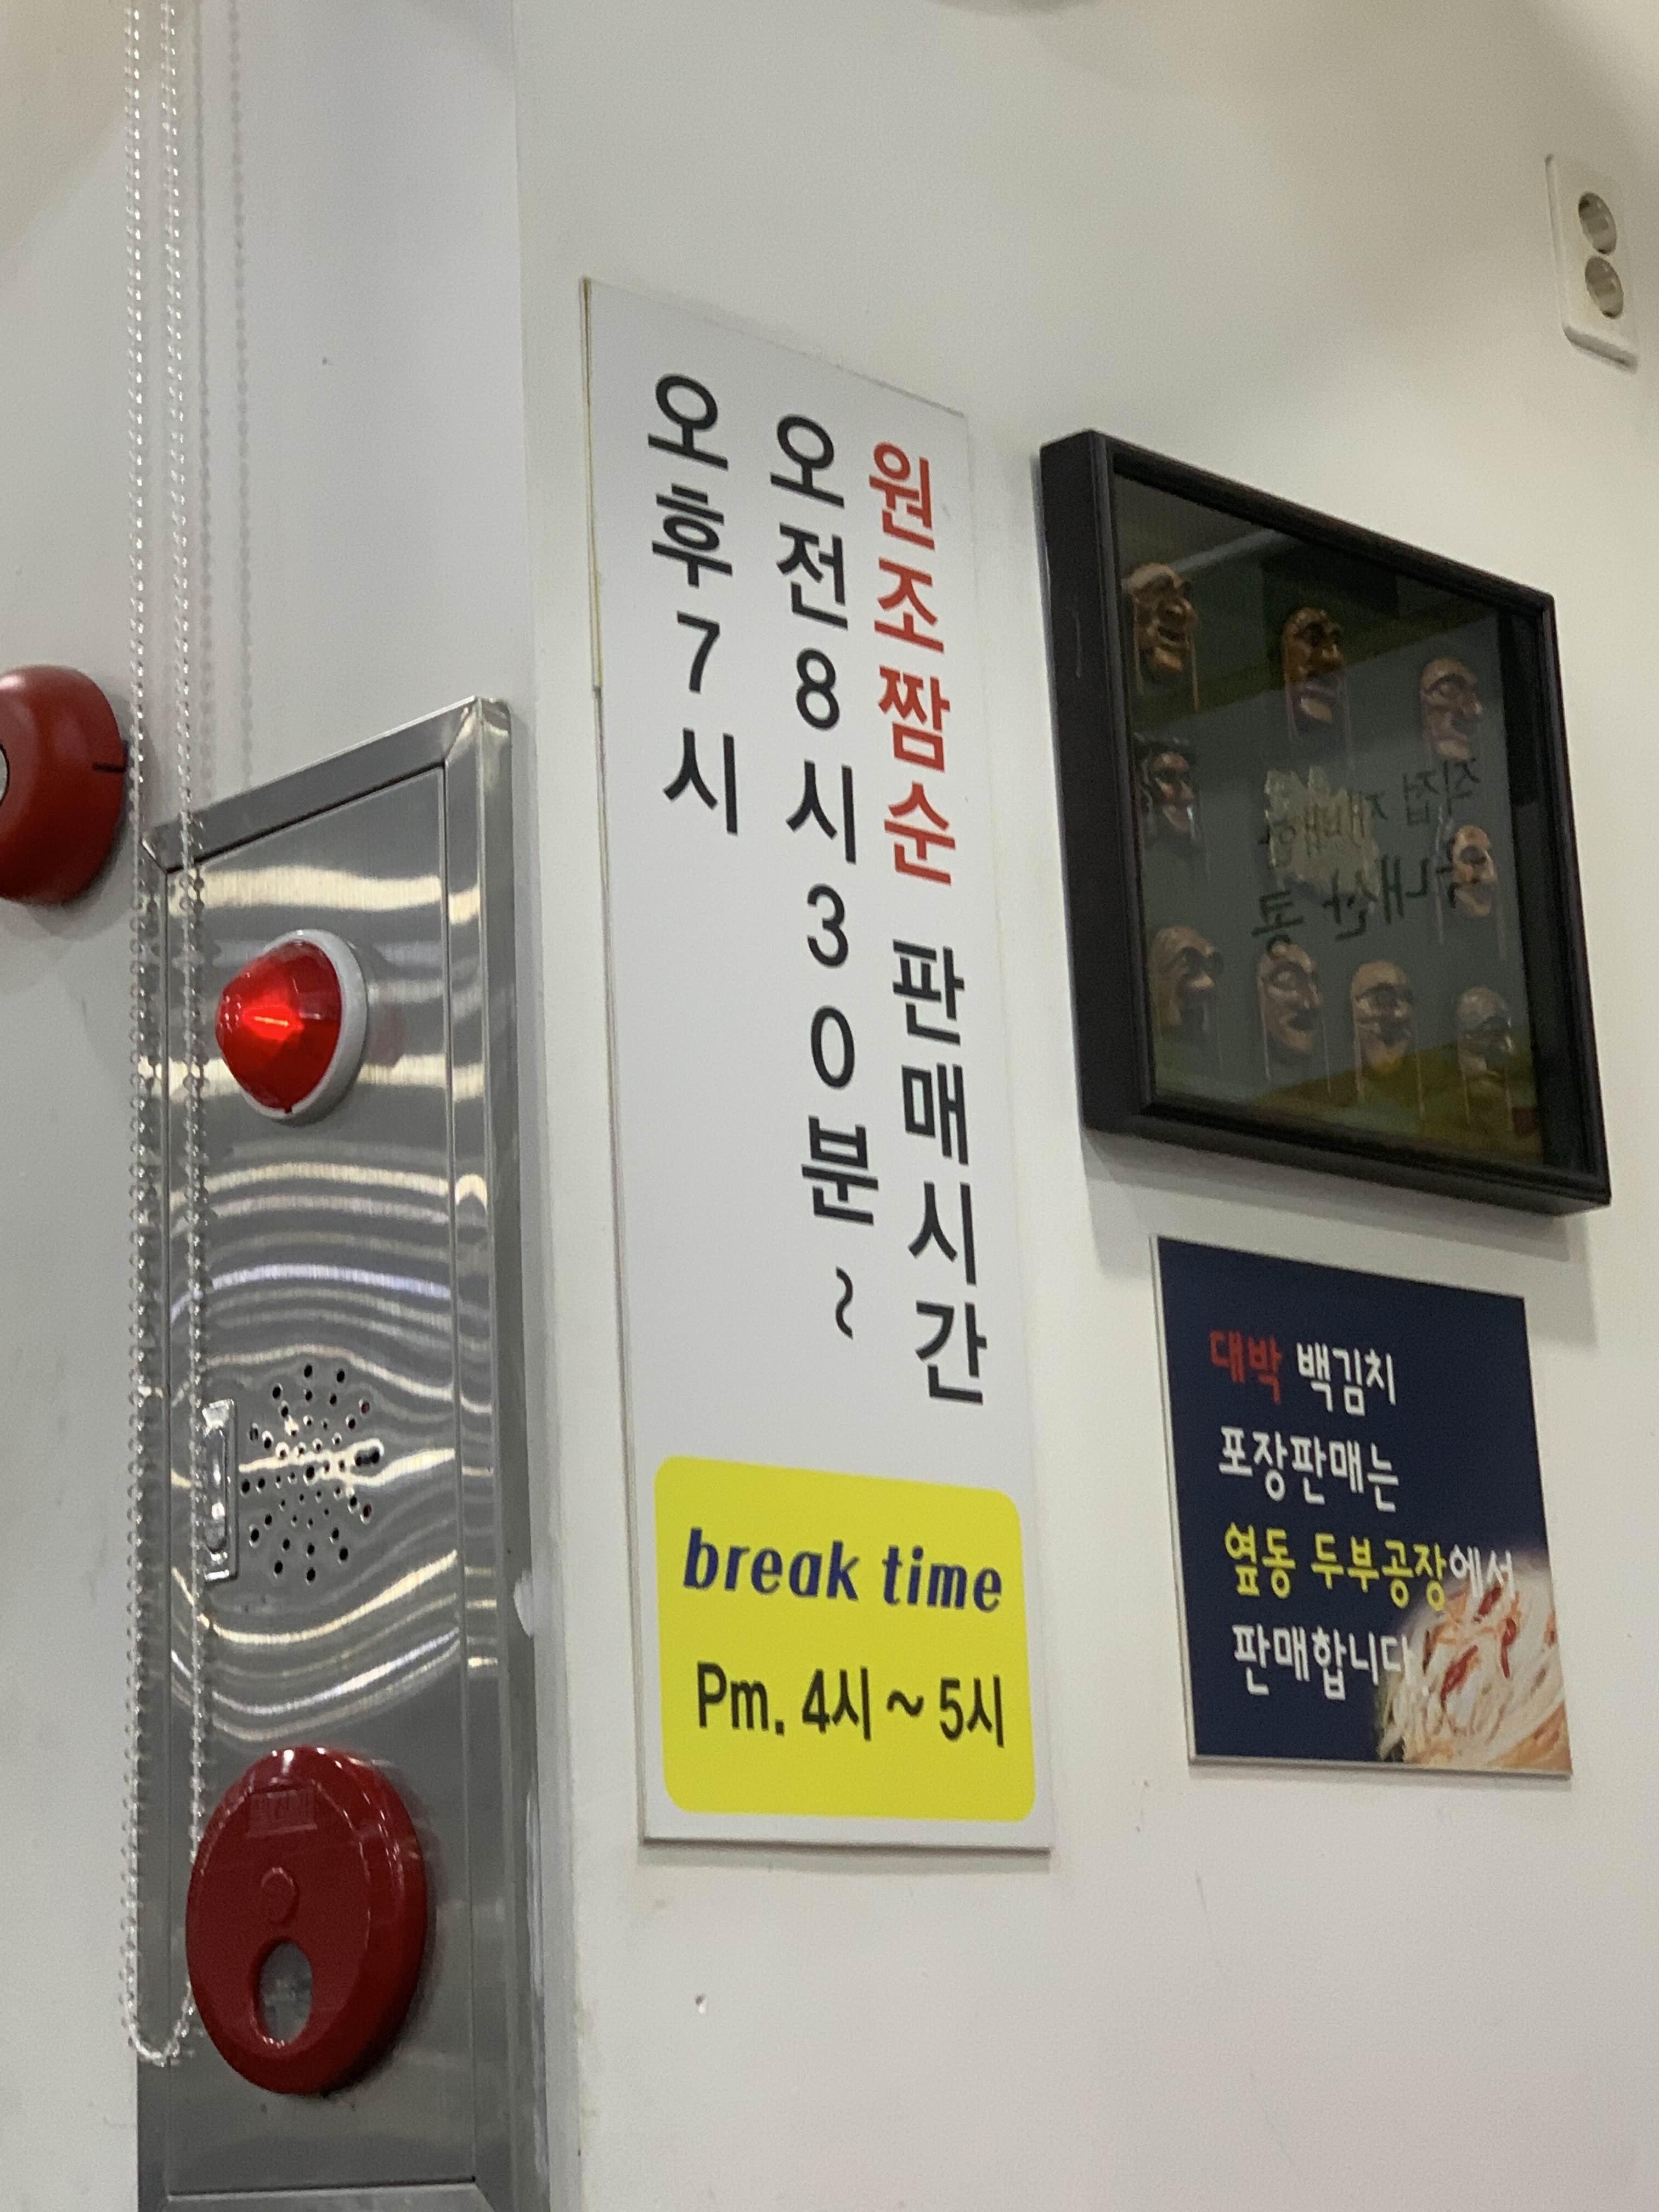 원조짬순 판매시간
오전8시30분~
오후7시
break time
Pm. 4시~5시
대박 백김치
포장판매는
옆동 두부공장에서
판매합니다